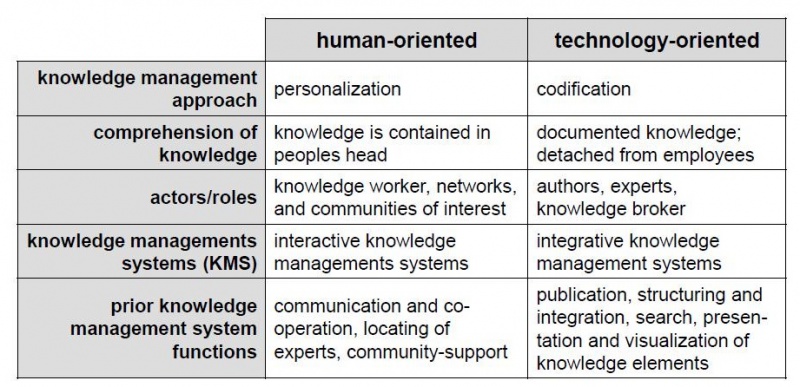 human-oriented
technology-oriented
knowledge management
approach
personalization
codification
comprehension of
knowledge
knowledge is contained in
peoples head
documented knowledge;
detached from employees
actors/roles
knowledge worker, networks,
and communities of interest
authors, experts,
knowledge broker
knowledge managements
systems (KMS)
interactive knowledge
managements systems
integrative knowledge
management systems
prior knowledge
management system
functions
communication and co-
operation, locating of
experts, community-support
publication, structuring and
integration, search, presen-
tation and visualization of
knowledge elements